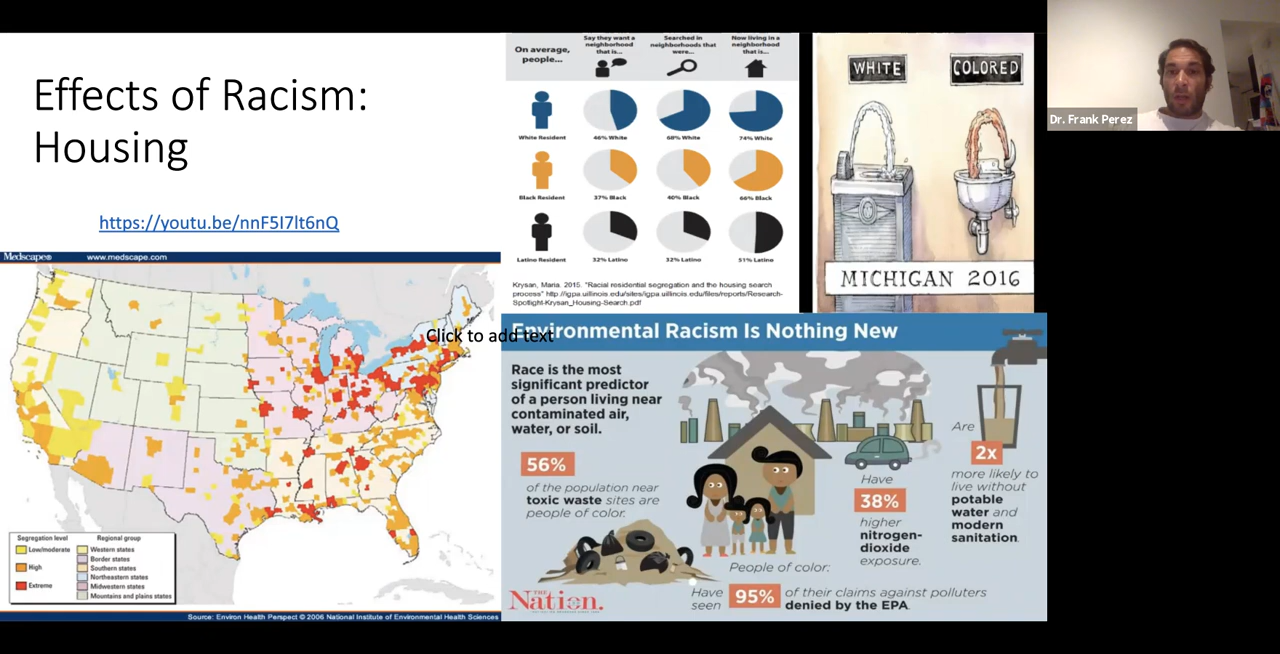 Effects of Racism:
Housing
https://youtu.be/nnF5I7lt6nQ
On average,
people...
Say they want a
neighborhood
that is...
Searched in
neighborhoods that
were...
Now living in a
neighborhood
that is...
White Resident
46% White
68% White
74% White
Black Resident
37% Black
40% Black
66% Black
Latino Resident
32% Latino
32% Latino
51% Latino
Krysan, Maria. 2015. "Racial residential segregation and the housing search
process" http://igpa.uillinois.edu/sites/igpa.uillinois.edu/files/reports/Research-
Spotlight-Krysan_Housing-Search.pdf
WHITE
COLORED
MICHIGAN 2016
Dr. Frank Perez
Medscape®
www.medscape.com
Segregation level
Low/moderate
High
Extreme
Regional group
Western states
Border states
Southern states
Northeastern states
Midwestern states
Mountains and plains states
Source: Environ Health Perspect © 2006 National Institute of Environmental Health Sciences
Click to add text
Environmental Racism Is Nothing New
Race is the most
significant predictor
of a person living near
contaminated air,
water, or soil.
56%
of the population near
toxic waste sites are
people of color.
People of color:
Have
38%
higher
nitrogen-
dioxide
exposure.
Are
2x
more likely to
live without
potable
water and
modern
sanitation.
Have
seen
95%
of their claims against polluters
denied by the EPA.
THE
Nation.